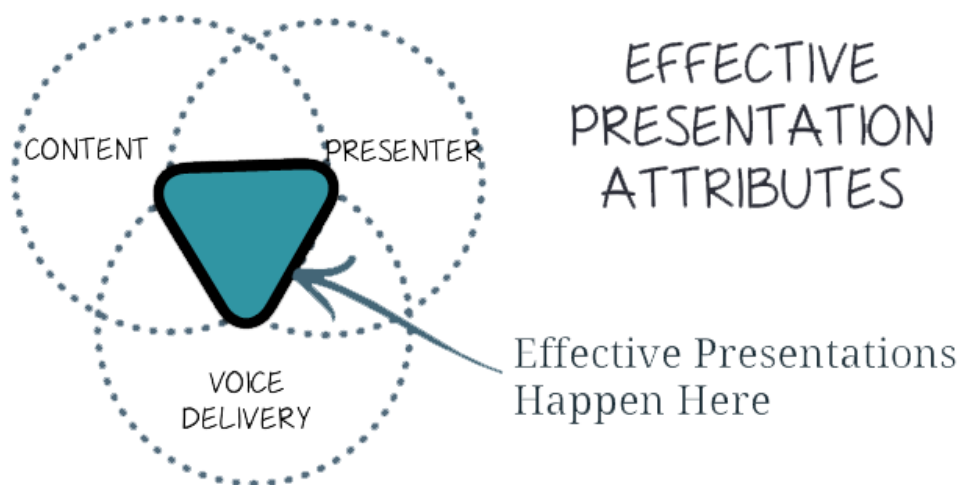 EFFECTIVE
PRESENTATION
ATTRIBUTES
CONTENT
PRESENTER
VOICE
DELIVERY
Effective Presentations
Happen Here